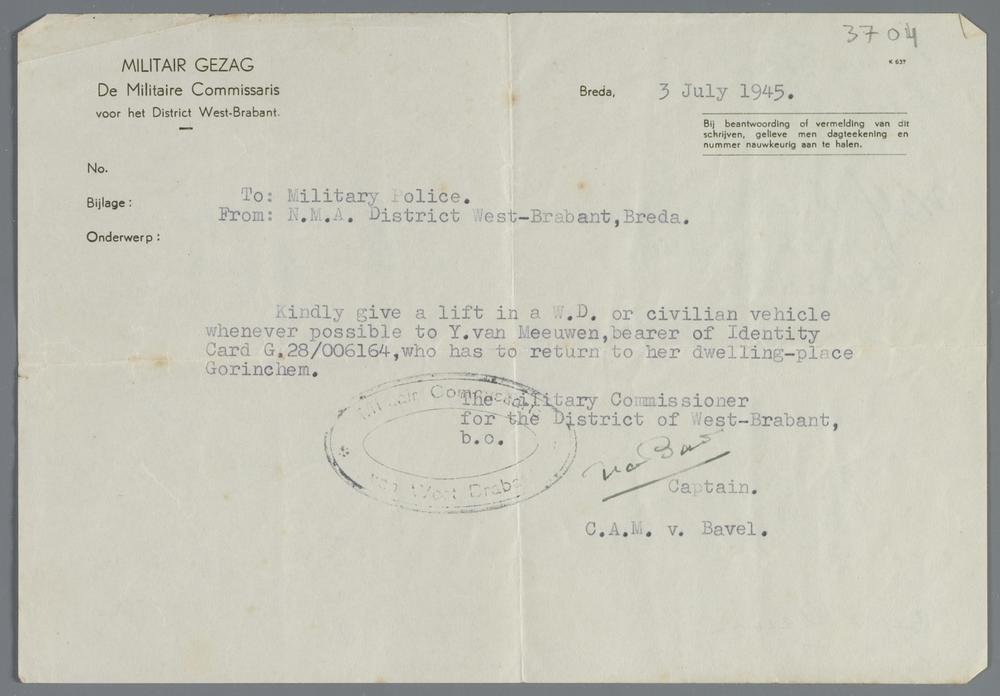 3704
K 637
MILITAIR GEZAG
De Militaire Commissaris
voor het District West-Brabant.
Breda, 3 July 1945.
Bij beantwoording of vermelding van dit
schrijven, gelieve men dagteekening en
nummer nauwkeurig aan te halen.
No.
Bijlage:
Onderwerp:
To: Military Police.
From: N.M.A. District West-Brabant,Breda.
Kindly give a lift in a W.D. or civilian vehicle
whenever possible to Y.van Meeuwen,bearer of Identity
Card G.28/006164,who has to return to her dwelling-place
Gorinchem.
The Military Commissioner
for the District of West-Brabant,
b.o.
Captain.
C.A.M. v. Bavel.
van West Braba